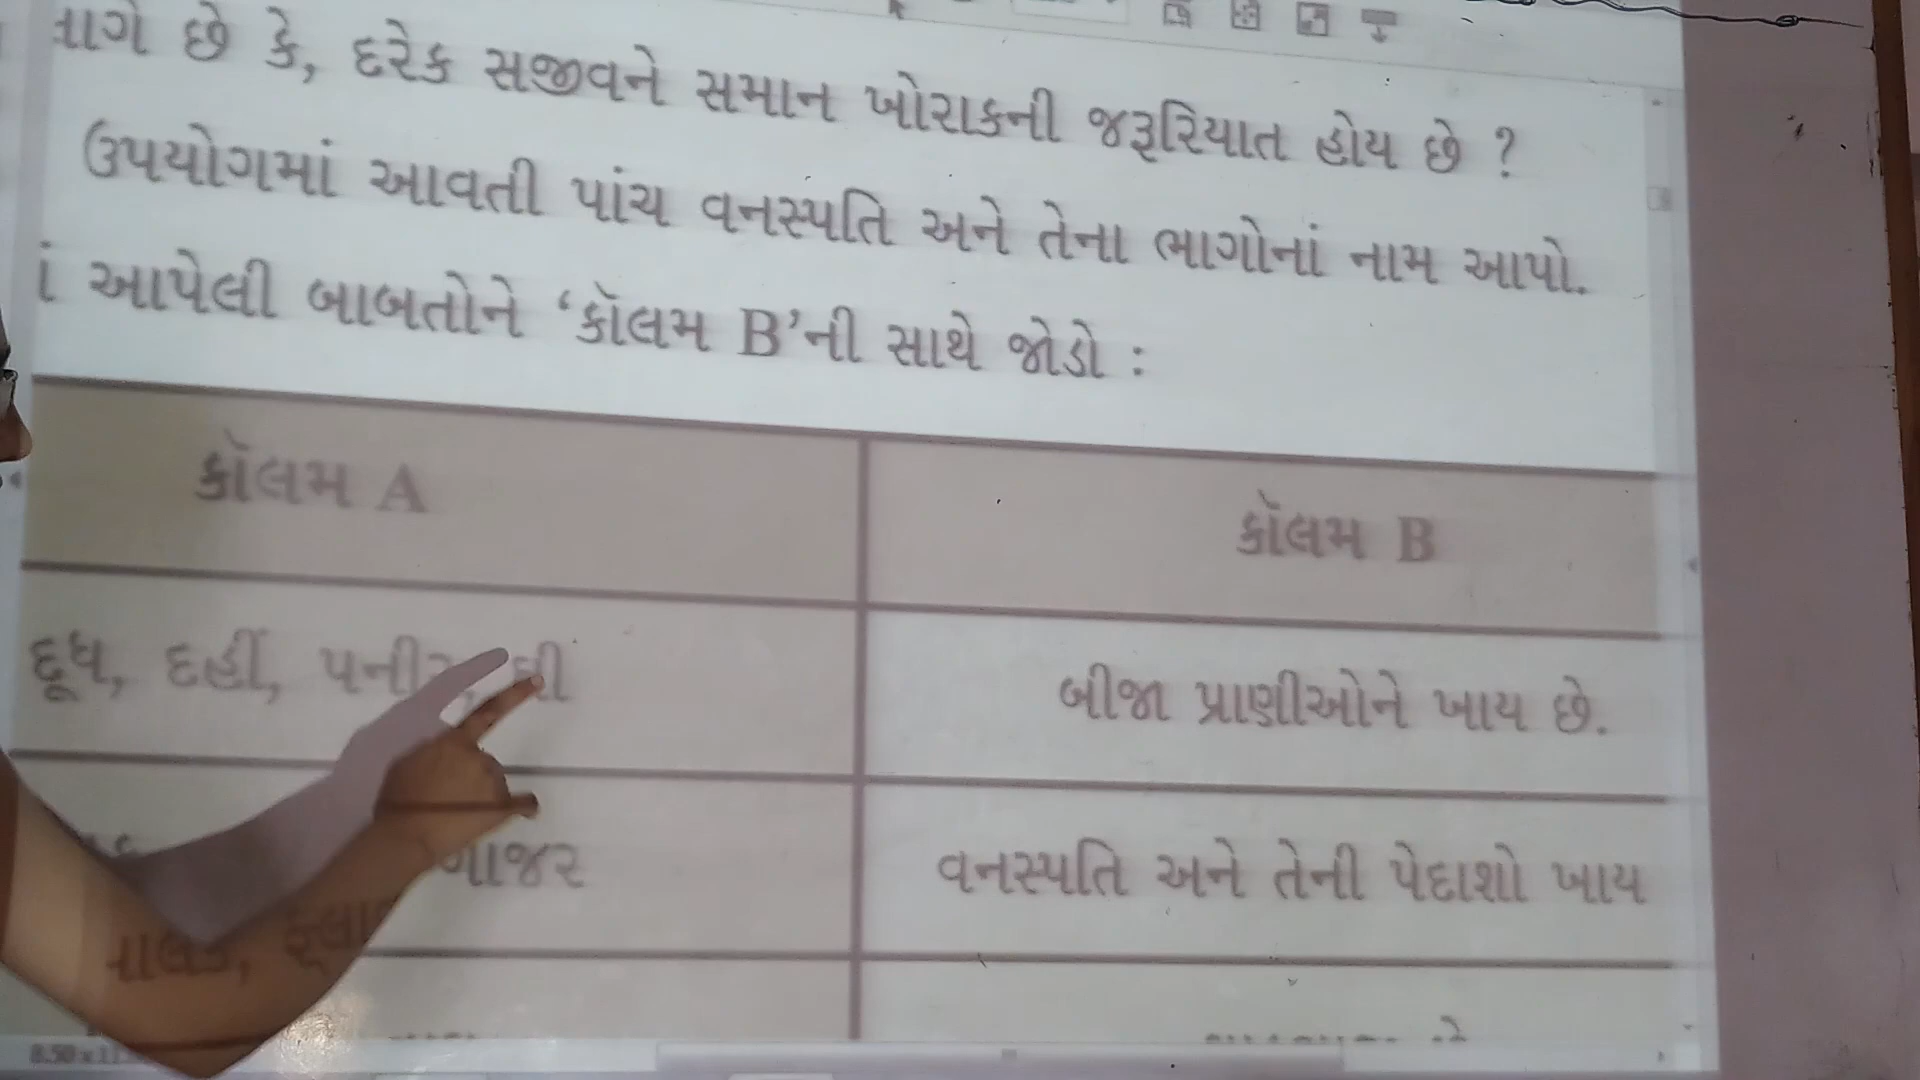 છે કે, દરેક સજીવને સમાન ખોરાકની જરૂરિયાત હોય છે ?
ઉપયોગમાં આવતી પાંચ વનસ્પતિ અને તેના ભાગોનાં નામ આપો.
આપેલી બાબતોને ‘કૉલમ B’ની સાથે જોડો :
કૉલમ A
કૉલમ B
દૂધ, દહીં, પનીર, ઘી
બીજા પ્રાણીઓને ખાય છે.
ગાજર
વનસ્પતિ અને તેની પેદાશો ખાય